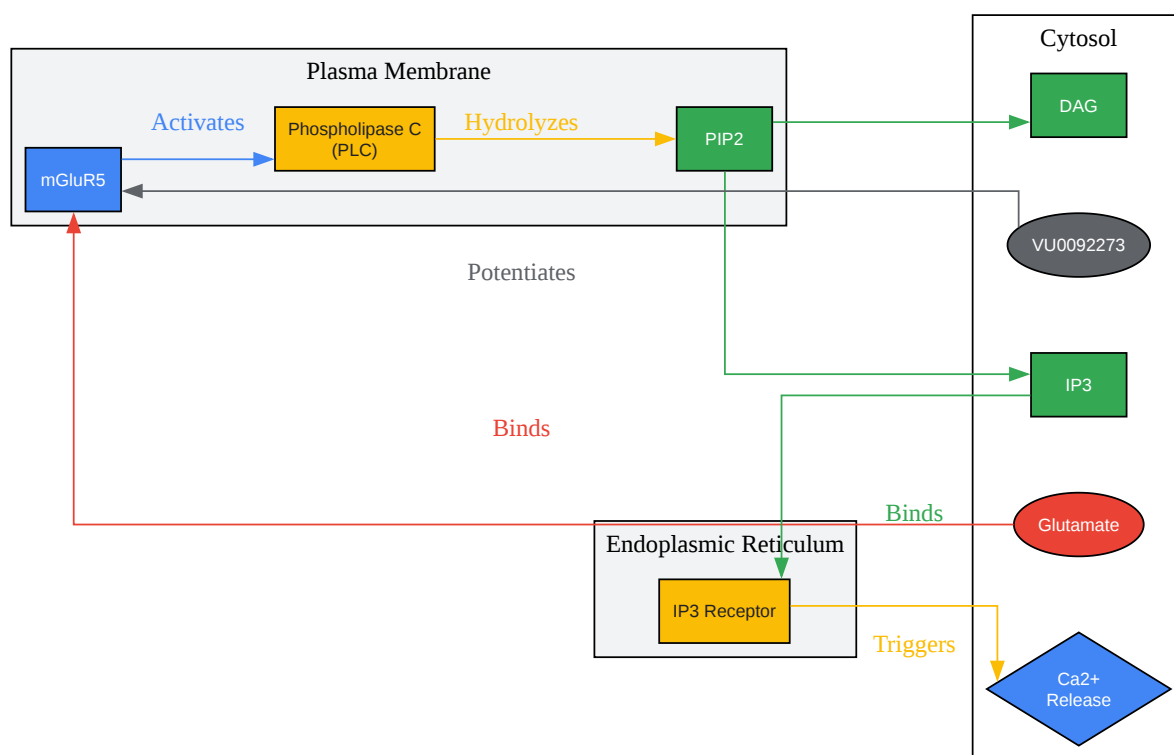 Cytosol
Plasma Membrane
DAG
Activates
Phospholipase C
(PLC)
Hydrolyzes
PIP2
mGluR5
VU0092273
Potentiates
IP3
Binds
Binds
Glutamate
Endoplasmic Reticulum
IP3 Receptor
Triggers
Ca2+
Release